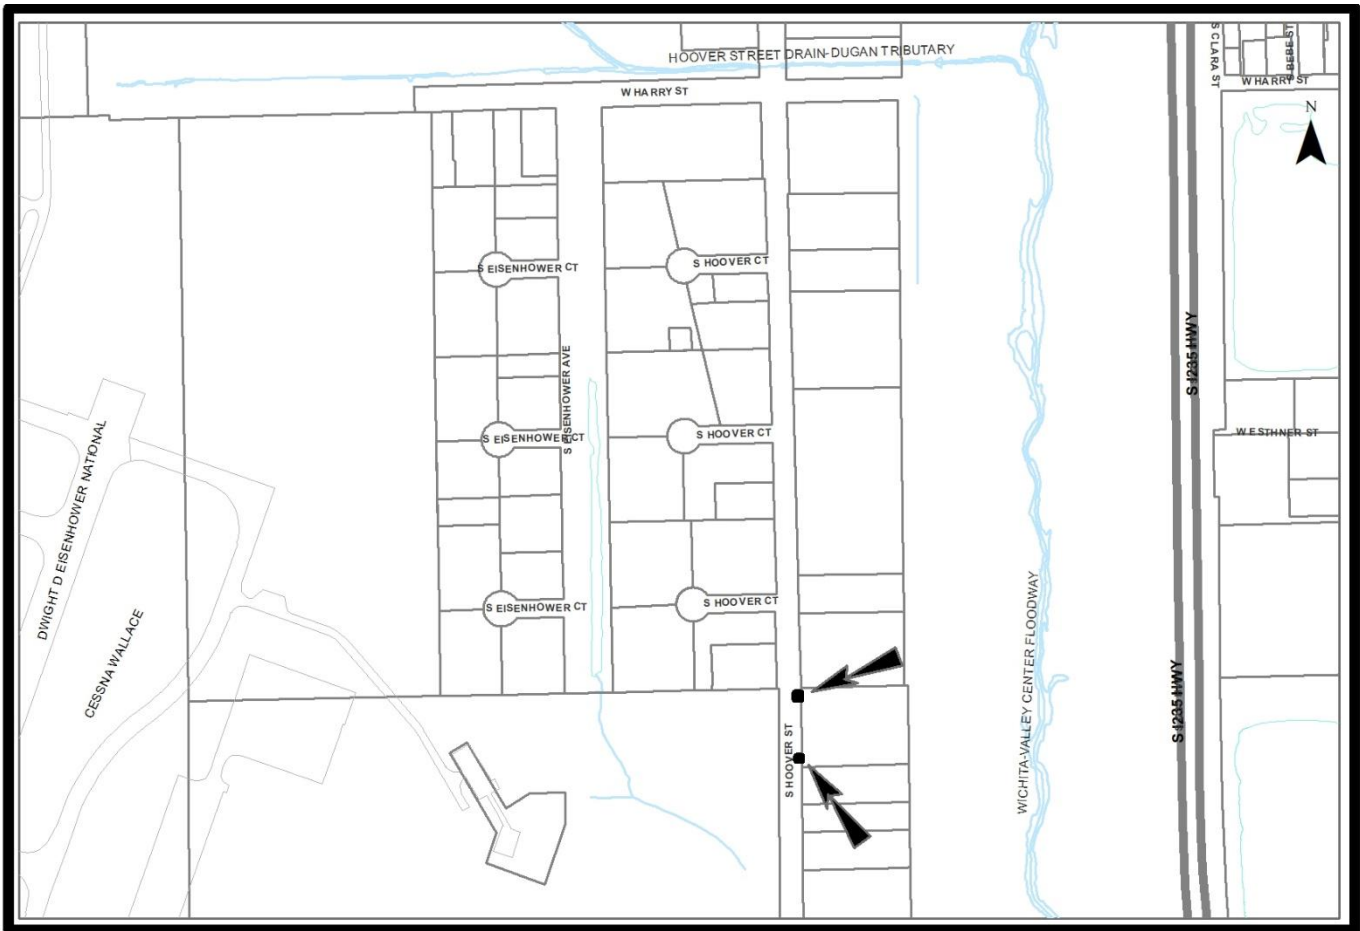 HOOVER STREET DRAIN-DUGAN TRIBUTARY
S CLARA ST
S BEBE ST
W HARRY ST
W HARRY ST
N
S EISENHOWER CT
S HOOVER CT
S I235 HWY
S EISENHOWER AVE
S EISENHOWER CT
S HOOVER CT
W ESTHNER ST
DWIGHT D EISENHOWER NATIONAL
CESSNA WALLACE
S EISENHOWER CT
S HOOVER CT
WICHITA-VALLEY CENTER FLOODWAY
S I235 HWY
S HOOVER ST